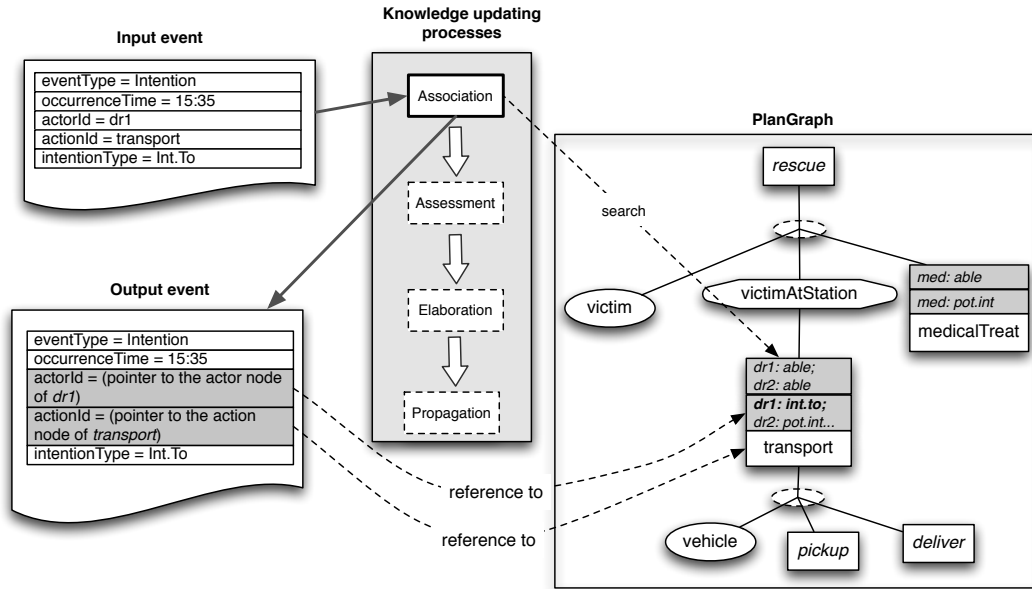 Input event
eventType = Intention
occurrenceTime = 15:35
actorId = dr1
actionId = transport
intentionType = Int.To
Output event
eventType = Intention
occurrenceTime = 15:35
actorId = (pointer to the actor node
of dr1)
actionId = (pointer to the action
node of transport)
intentionType = Int.To
Knowledge updating
processes
Association
Assessment
Elaboration
Propagation
search
reference to
reference to
PlanGraph
rescue
victim
victimAtStation
med: able
med: pot.int
medicalTreat
dr1: able;
dr2: able
dr1: int.to;
dr2: pot.int...
transport
vehicle
pickup
deliver